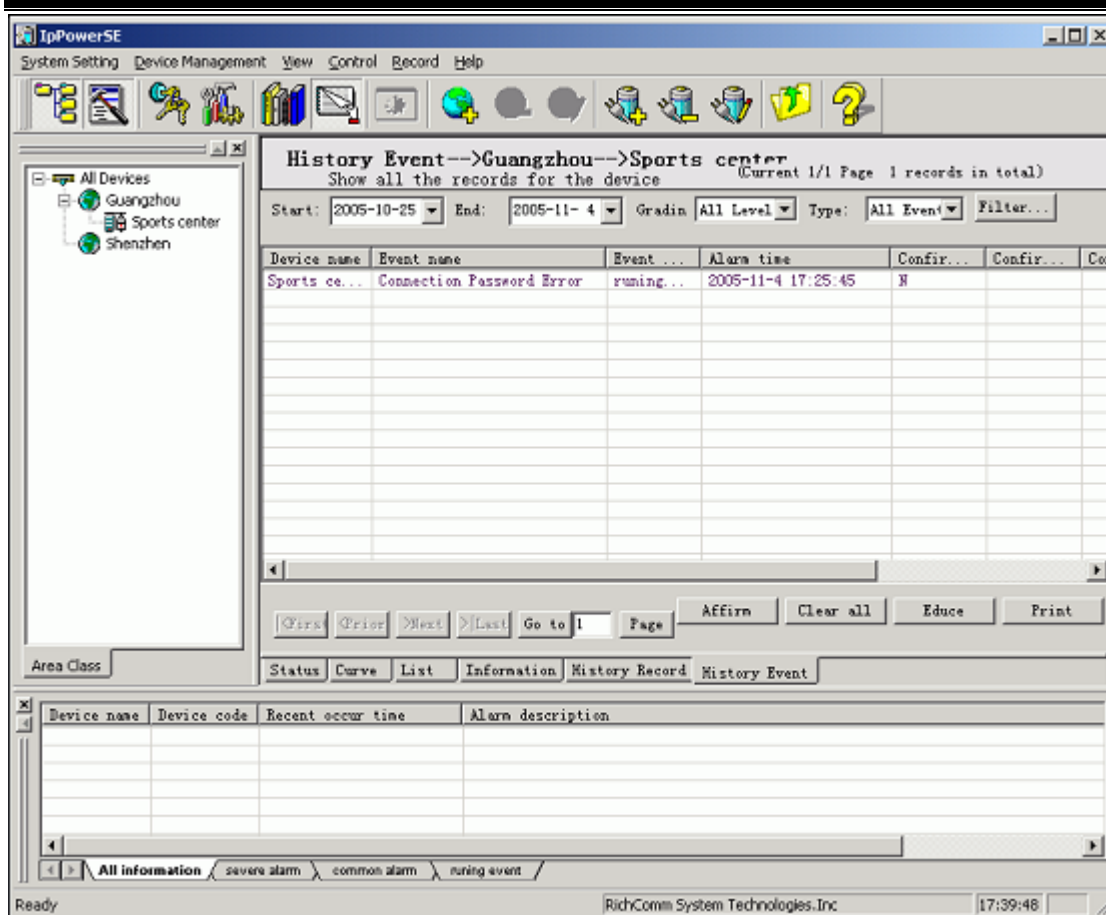 IpPowerSE
System Setting Device Management View Control Record Help
History Event-->Guangzhou-->Sports center
Show all the records for the device
(Current 1/1 Page 1 records in total)
All Devices
Guangzhou
Sports center
Shenzhen
Start: 2005-10-25 End: 2005-11- 4 Gradin All Level Type: All Event Filter...
Device name Event name Event ... Alarm time Confir... Confir... Co
Sports ce... Connection Password Error runing... 2005-11-4 17:25:45 N
|<First <Prior >Next >|Last Go to 1 Page Affirm Clear all Educe Print
Area Class
Status Curve List Information History Record History Event
Device name Device code Recent occur time Alarm description
All information severe alarm common alarm runing event
Ready RichComm System Technologies.Inc 17:39:48